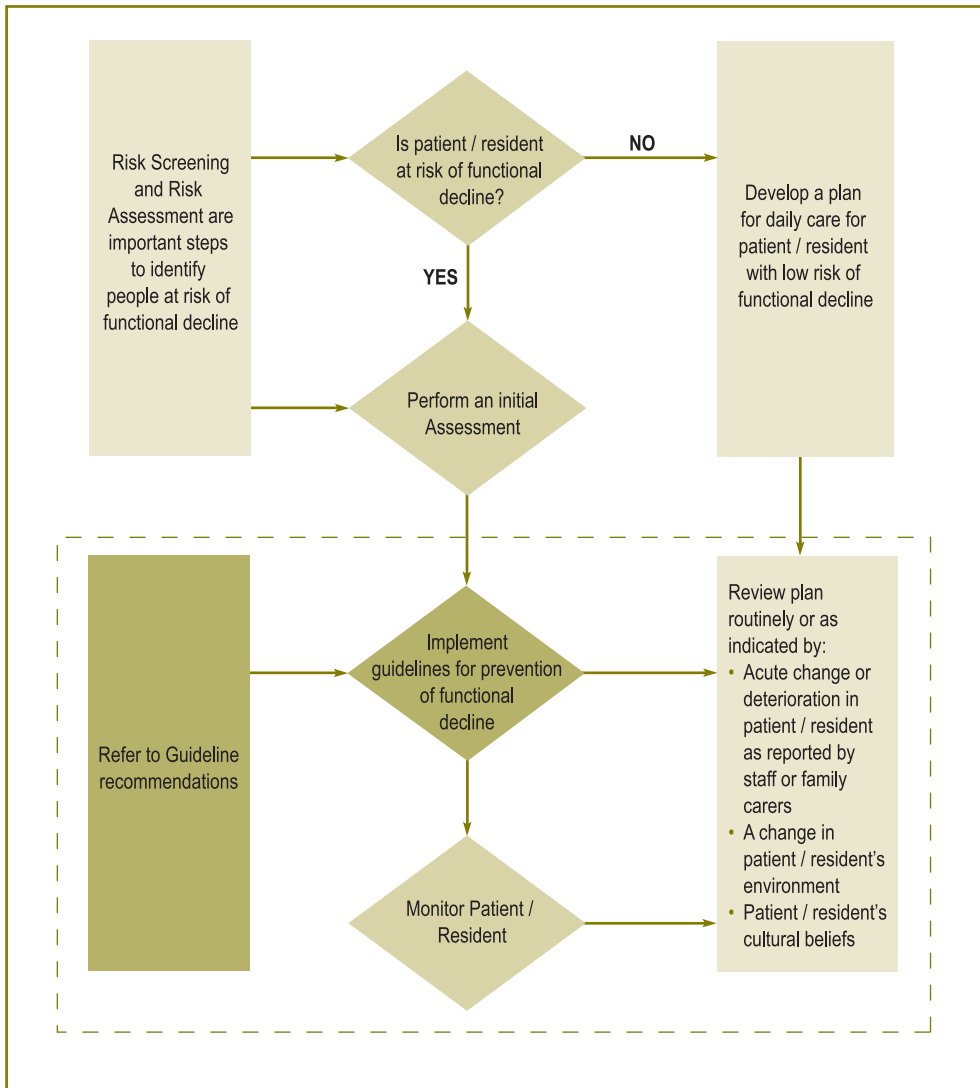 Risk Screening
and Risk
Assessment are
important steps
to identify
people at risk of
functional decline
Is patient / resident
at risk of functional
decline?
NO
YES
Develop a plan
for daily care for
patient / resident
with low risk of
functional decline
Perform an initial
Assessment
Refer to Guideline
recommendations
Implement
guidelines for prevention
of functional
decline
Monitor Patient /
Resident
Review plan
routinely or as
indicated by:
• Acute change or
deterioration in
patient / resident
as reported by
staff or family
carers
• A change in
patient / resident’s
environment
• Patient / resident’s
cultural beliefs